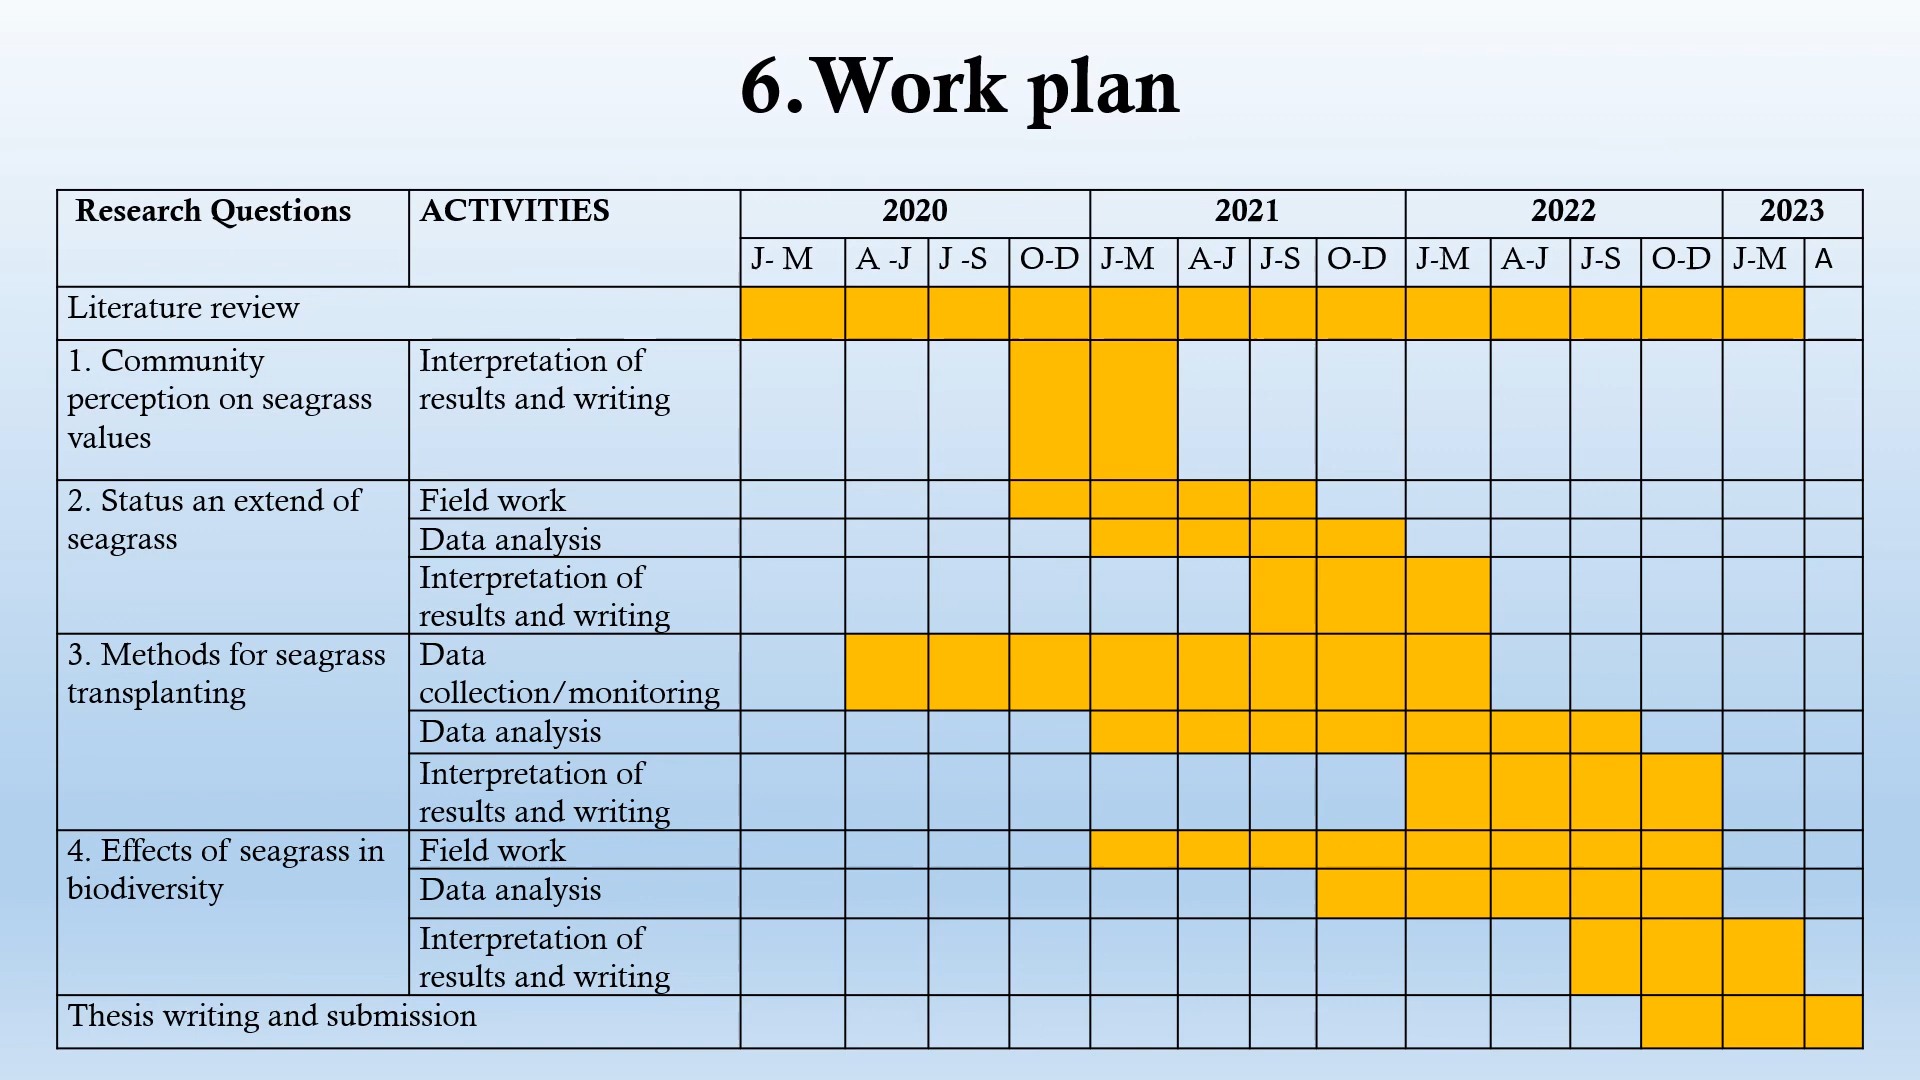 6.Work plan
Research Questions ACTIVITIES 2020 2021 2022 2023
J- M A -J J -S O-D J-M A-J J-S O-D J-M A-J J-S O-D J-M A
Literature review
1. Community
perception on seagrass
values
Interpretation of
results and writing
2. Status an extend of
seagrass
Field work
Data analysis
Interpretation of
results and writing
3. Methods for seagrass
transplanting
Data
collection/monitoring
Data analysis
Interpretation of
results and writing
4. Effects of seagrass in
biodiversity
Field work
Data analysis
Interpretation of
results and writing
Thesis writing and submission